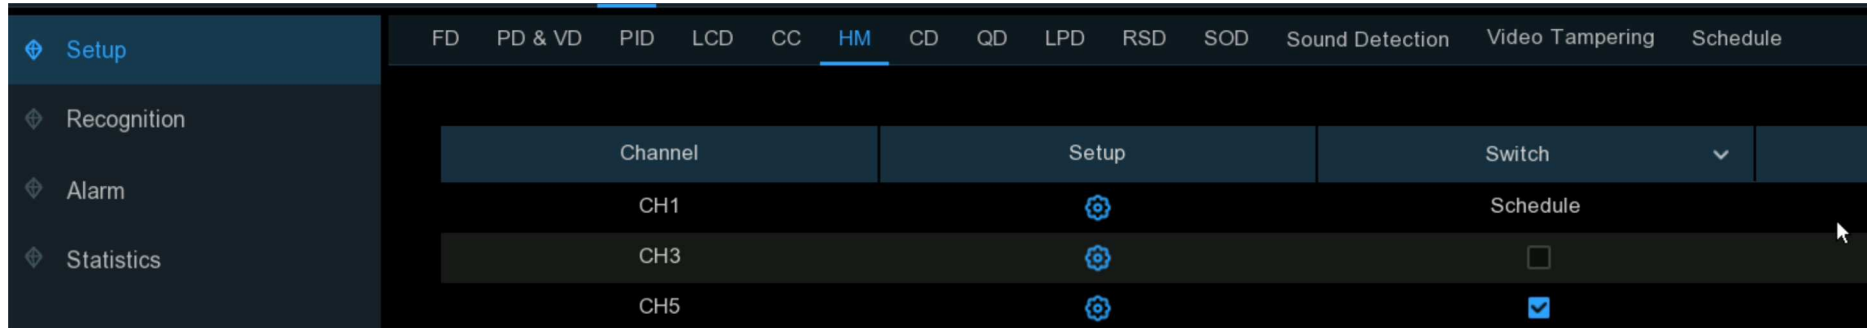 Setup
FD PD & VD PID LCD CC HM CD QD LPD RSD SOD Sound Detection Video Tampering Schedule
Recognition
Alarm
Statistics
Channel Setup Switch
CH1 Schedule
CH3
CH5